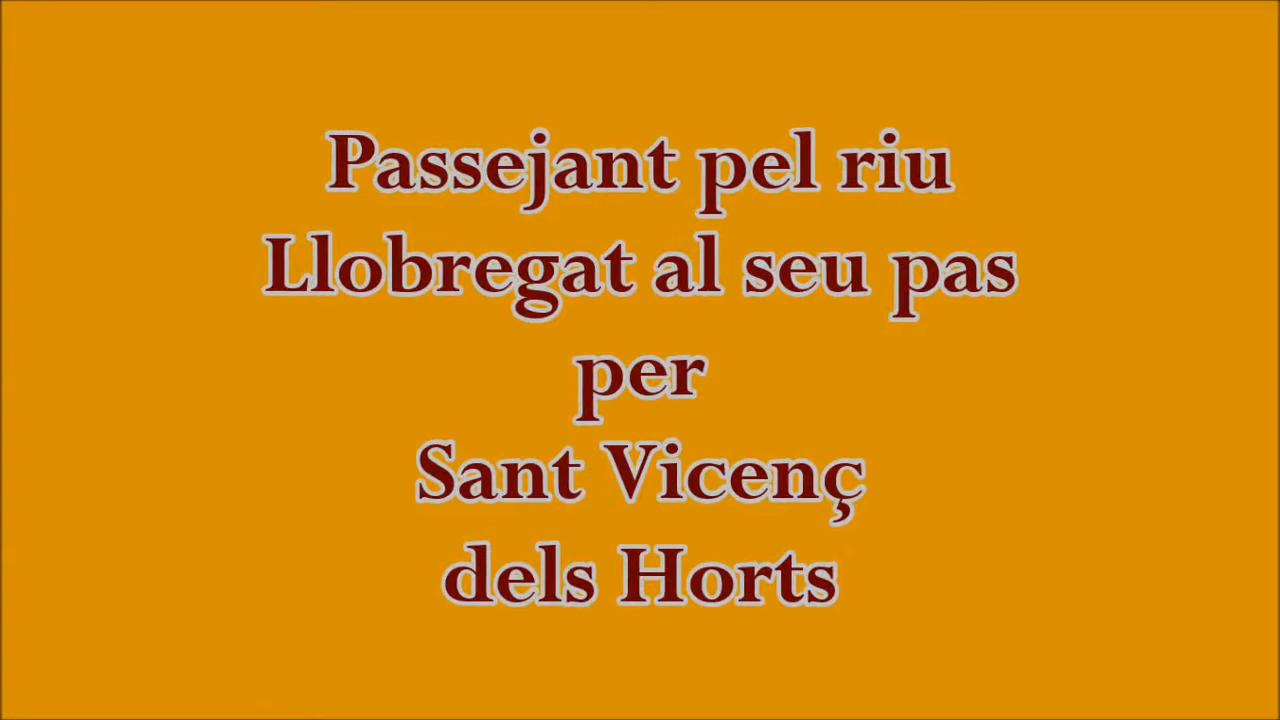 Passejant pel riu
Llobregat al seu pas
per
Sant Vicenç
dels Horts